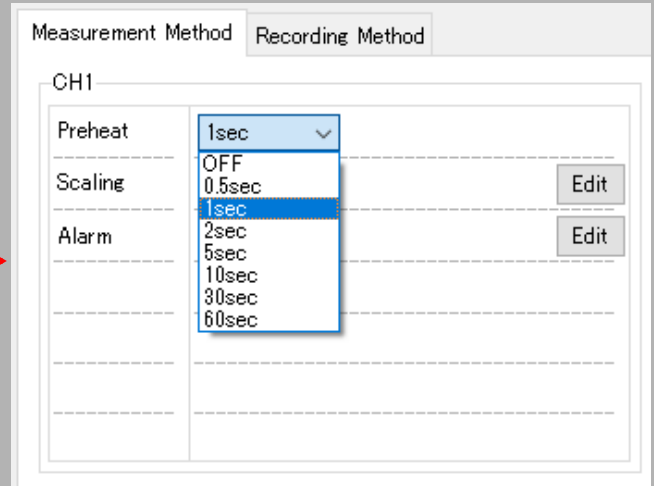 Measurement Method Recording Method
CH1
Preheat 1sec
OFF
Scaling 0.5sec Edit
1sec
Alarm 2sec Edit
5sec
10sec
30sec
60sec